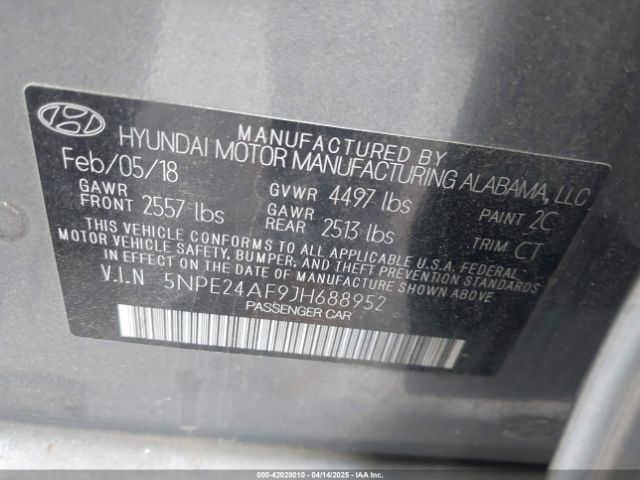 MANUFACTURED BY
HYUNDAI MOTOR MANUFACTURING ALABAMA, LLC
Feb/05/18
GAWR FRONT 2557 lbs
GVWR 4497 lbs
GAWR REAR 2513 lbs
PAINT 2C
TRIM CT
THIS VEHICLE CONFORMS TO ALL APPLICABLE U.S.A. FEDERAL
MOTOR VEHICLE SAFETY, BUMPER, AND THEFT PREVENTION STANDARDS
IN EFFECT ON THE DATE OF MANUFACTURE SHOWN ABOVE.
V.I.N 5NPE24AF9JH688952
PASSENGER CAR
000-42028010 04/14/2025 IAAI.COM